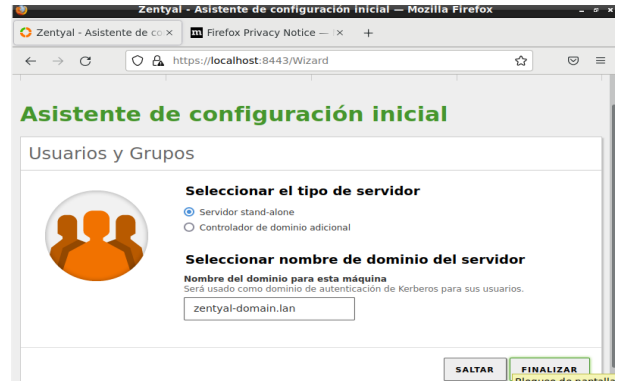 Zentyal - Asistente de configuración inicial — Mozilla Firefox
Zentyal - Asistente de co
Firefox Privacy Notice —
https://localhost:8443/Wizard
Asistente de configuración inicial
Usuarios y Grupos
Seleccionar el tipo de servidor
Servidor stand-alone
Controlador de dominio adicional
Seleccionar nombre de dominio del servidor
Nombre del dominio para esta máquina
Será usado como dominio de autenticación de Kerberos para sus usuarios.
zentyal-domain.lan
SALTAR FINALIZAR
Bloqueo de pantalla